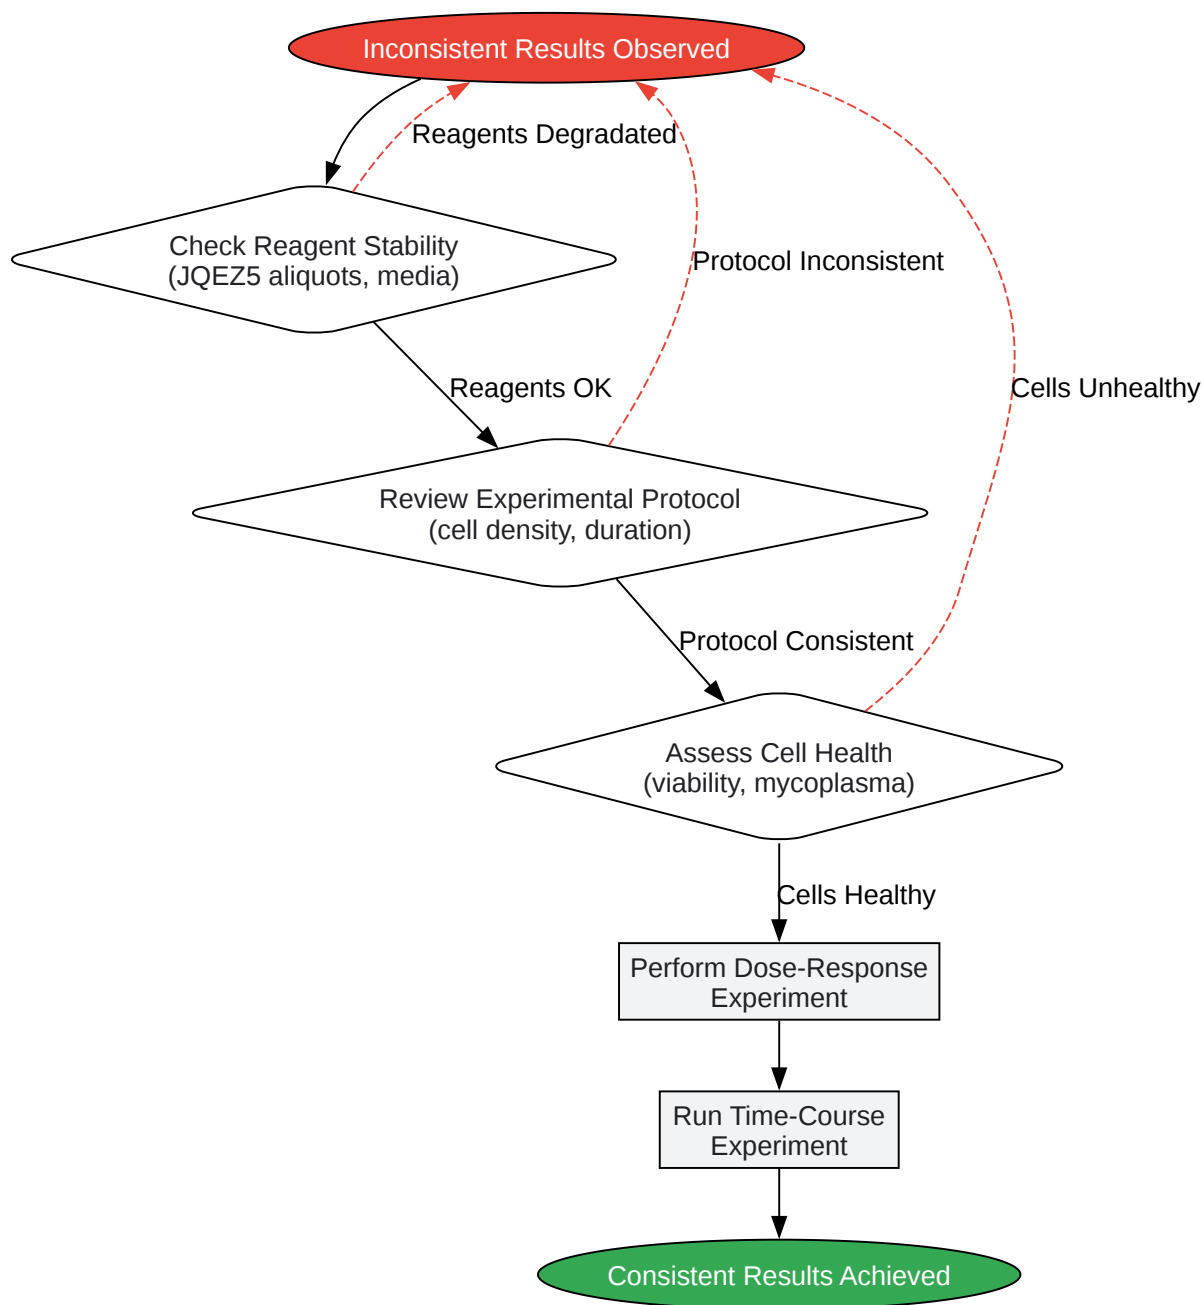 Inconsistent Results Observed
Reagents Degradated
Check Reagent Stability
(JQEZ5 aliquots, media)
Protocol Inconsistent
Reagents OK
Cells Unhealthy
Review Experimental Protocol
(cell density, duration)
Protocol Consistent
Assess Cell Health
(viability, mycoplasma)
Cells Healthy
Perform Dose-Response
Experiment
Run Time-Course
Experiment
Consistent Results Achieved